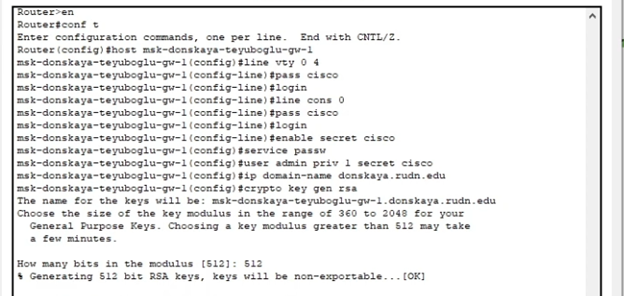 Router>en
Router#conf t
Enter configuration commands, one per line.  End with CNTL/Z.
Router(config)#host msk-donskaya-teyuboglu-gw-1
msk-donskaya-teyuboglu-gw-1(config)#line vty 0 4
msk-donskaya-teyuboglu-gw-1(config-line)#pass cisco
msk-donskaya-teyuboglu-gw-1(config-line)#login
msk-donskaya-teyuboglu-gw-1(config-line)#line cons 0
msk-donskaya-teyuboglu-gw-1(config-line)#pass cisco
msk-donskaya-teyuboglu-gw-1(config-line)#login
msk-donskaya-teyuboglu-gw-1(config-line)#enable secret cisco
msk-donskaya-teyuboglu-gw-1(config)#service passw
msk-donskaya-teyuboglu-gw-1(config)#user admin priv 1 secret cisco
msk-donskaya-teyuboglu-gw-1(config)#ip domain-name donskaya.rudn.edu
msk-donskaya-teyuboglu-gw-1(config)#crypto key gen rsa
The name for the keys will be: msk-donskaya-teyuboglu-gw-1.donskaya.rudn.edu
Choose the size of the key modulus in the range of 360 to 2048 for your
General Purpose Keys. Choosing a key modulus greater than 512 may take
a few minutes.
How many bits in the modulus [512]: 512
% Generating 512 bit RSA keys, keys will be non-exportable...[OK]